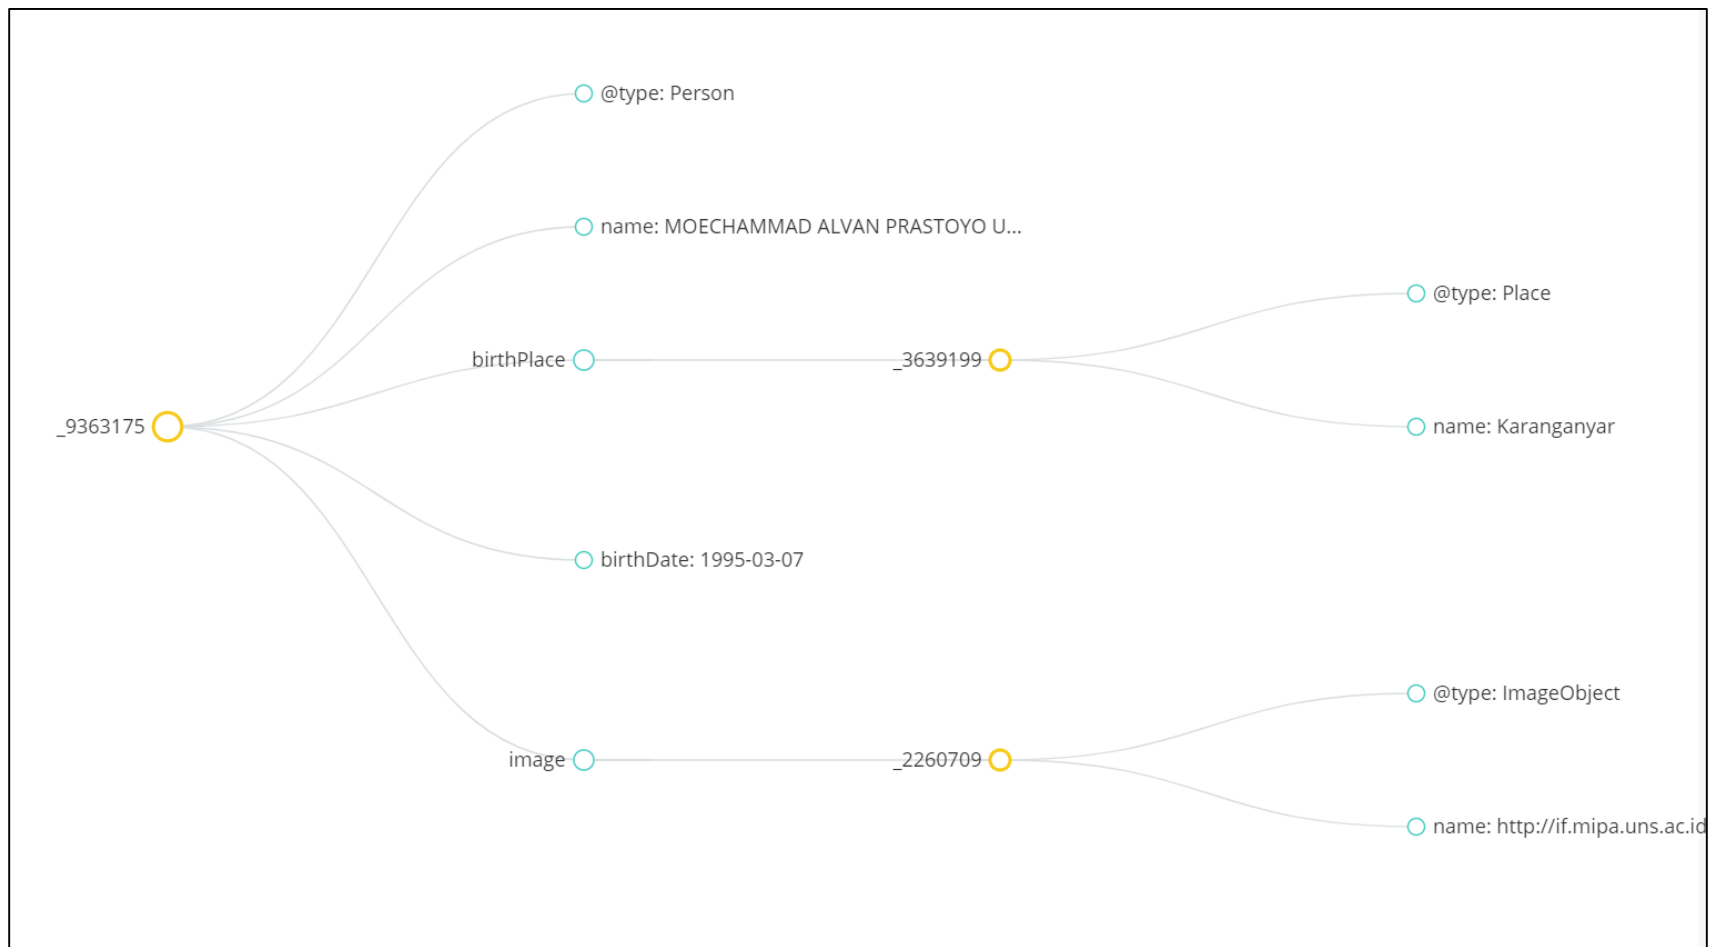 @type: Person
name: MOECHAMMAD ALVAN PRASTOYO U...
@type: Place
birthPlace
_3639199
_9363175
name: Karanganyar
birthDate: 1995-03-07
@type: ImageObject
image
_2260709
name: http://if.mipa.uns.ac.id